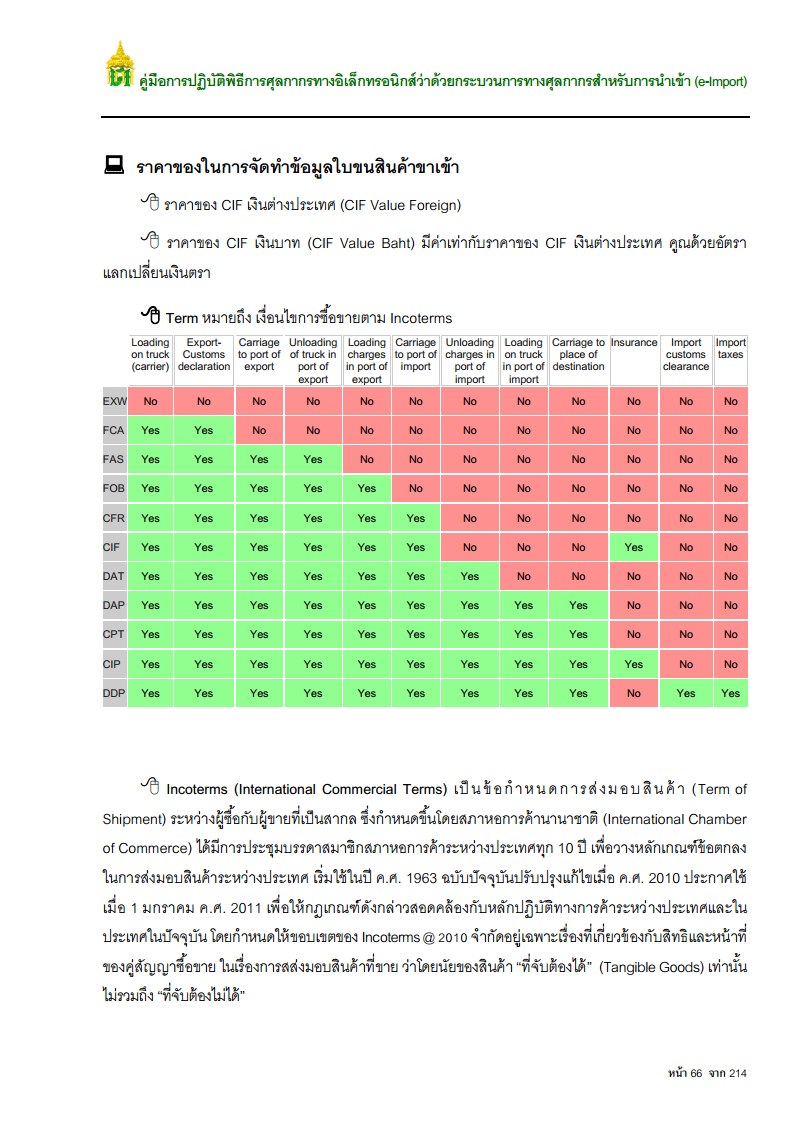 คู่มือการปฏิบัติพิธีการศุลกากรทางอิเล็กทรอนิกส์ว่าด้วยกระบวนการทางศุลกากรสำหรับการนำเข้า (e-Import)
ราคาของในการจัดทำข้อมูลใบขนสินค้าขาเข้า
ราคาของ CIF เงินต่างประเทศ (CIF Value Foreign)
ราคาของ CIF เงินบาท (CIF Value Baht) มีค่าเท่ากับราคาของ CIF เงินต่างประเทศ คูณด้วยอัตรา
แลกเปลี่ยนเงินตรา
Term หมายถึง เงื่อนไขการซื้อขายตาม Incoterms
Loading on truck (carrier) Export-Customs declaration Carriage to port of export Unloading of truck in port of export Loading charges in port of export Carriage to port of import Unloading charges in port of import Loading on truck in port of import Carriage to place of destination Insurance Import customs clearance Import taxes
EXW No No No No No No No No No No No No
FCA Yes Yes No No No No No No No No No No
FAS Yes Yes Yes Yes No No No No No No No No
FOB Yes Yes Yes Yes Yes No No No No No No No
CFR Yes Yes Yes Yes Yes Yes No No No No No No
CIF Yes Yes Yes Yes Yes Yes No No No Yes No No
DAT Yes Yes Yes Yes Yes Yes Yes No No No No No
DAP Yes Yes Yes Yes Yes Yes Yes Yes Yes No No No
CPT Yes Yes Yes Yes Yes Yes Yes Yes Yes No No No
CIP Yes Yes Yes Yes Yes Yes Yes Yes Yes Yes No No
DDP Yes Yes Yes Yes Yes Yes Yes Yes Yes No Yes Yes
Incoterms (International Commercial Terms) เป็นข้อกำหนดการส่งมอบสินค้า (Term of
Shipment) ระหว่างผู้ซื้อกับผู้ขายที่เป็นสากล ซึ่งกำหนดขึ้นโดยสภาหอการค้านานาชาติ (International Chamber
of Commerce) ได้มีการประชุมบรรดาสมาชิกสภาหอการค้าระหว่างประเทศทุก 10 ปี เพื่อวางหลักเกณฑ์ข้อตกลง
ในการส่งมอบสินค้าระหว่างประเทศ เริ่มใช้ในปี ค.ศ. 1963 ฉบับปัจจุบันปรับปรุงแก้ไขเมื่อ ค.ศ. 2010 ประกาศใช้
เมื่อ 1 มกราคม ค.ศ. 2011 เพื่อให้กฎเกณฑ์ดังกล่าวสอดคล้องกับหลักปฏิบัติทางการค้าระหว่างประเทศและใน
ประเทศในปัจจุบัน โดยกำหนดให้ขอบเขตของ Incoterms @ 2010 จำกัดอยู่เฉพาะเรื่องที่เกี่ยวข้องกับสิทธิและหน้าที่
ของคู่สัญญาซื้อขาย ในเรื่องการสส่งมอบสินค้าที่ขาย ว่าโดยนัยของสินค้า “ที่จับต้องได้” (Tangible Goods) เท่านั้น
ไม่รวมถึง “ที่จับต้องไม่ได้”
หน้า 66 จาก 214